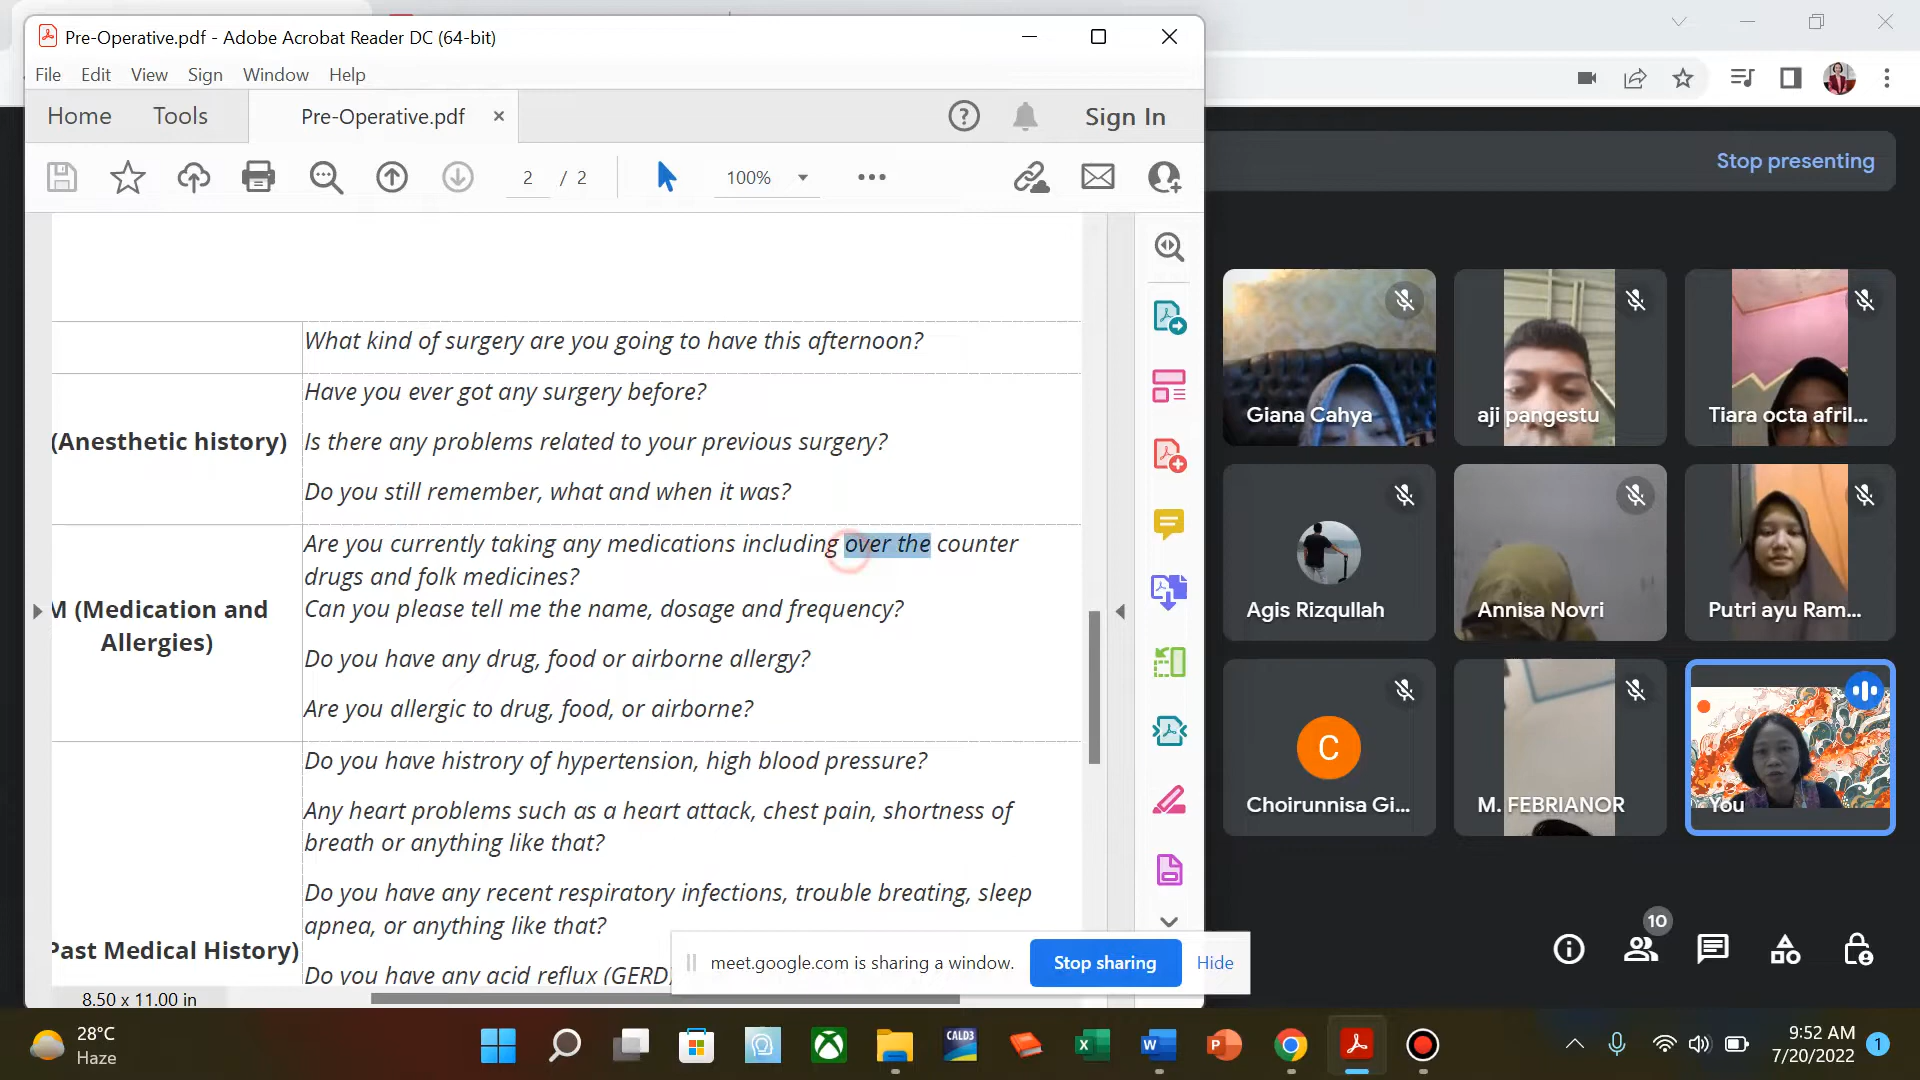 Pre-Operative.pdf - Adobe Acrobat Reader DC (64-bit)
File Edit View Sign Window Help
Home Tools Pre-Operative.pdf Sign In
2 / 2 100%
Stop presenting
What kind of surgery are you going to have this afternoon?
Have you ever got any surgery before?
(Anesthetic history)
Is there any problems related to your previous surgery?
Do you still remember, what and when it was?
Are you currently taking any medications including over the counter
drugs and folk medicines?
M (Medication and
Allergies)
Can you please tell me the name, dosage and frequency?
Do you have any drug, food or airborne allergy?
Are you allergic to drug, food, or airborne?
Do you have histrory of hypertension, high blood pressure?
Any heart problems such as a heart attack, chest pain, shortness of
breath or anything like that?
Do you have any recent respiratory infections, trouble breating, sleep
apnea, or anything like that?
Past Medical History)
Do you have any acid reflux (GERD)
8.50 x 11.00 in
Giana Cahya
aji pangestu
Tiara octa afril...
Agis Rizqullah
Annisa Novri
Putri ayu Ram...
C
Choirunnisa Gi...
M. FEBRIANOR
You
10
meet.google.com is sharing a window. Stop sharing Hide
28°C
Haze
CALD3
9:52 AM
7/20/2022
1